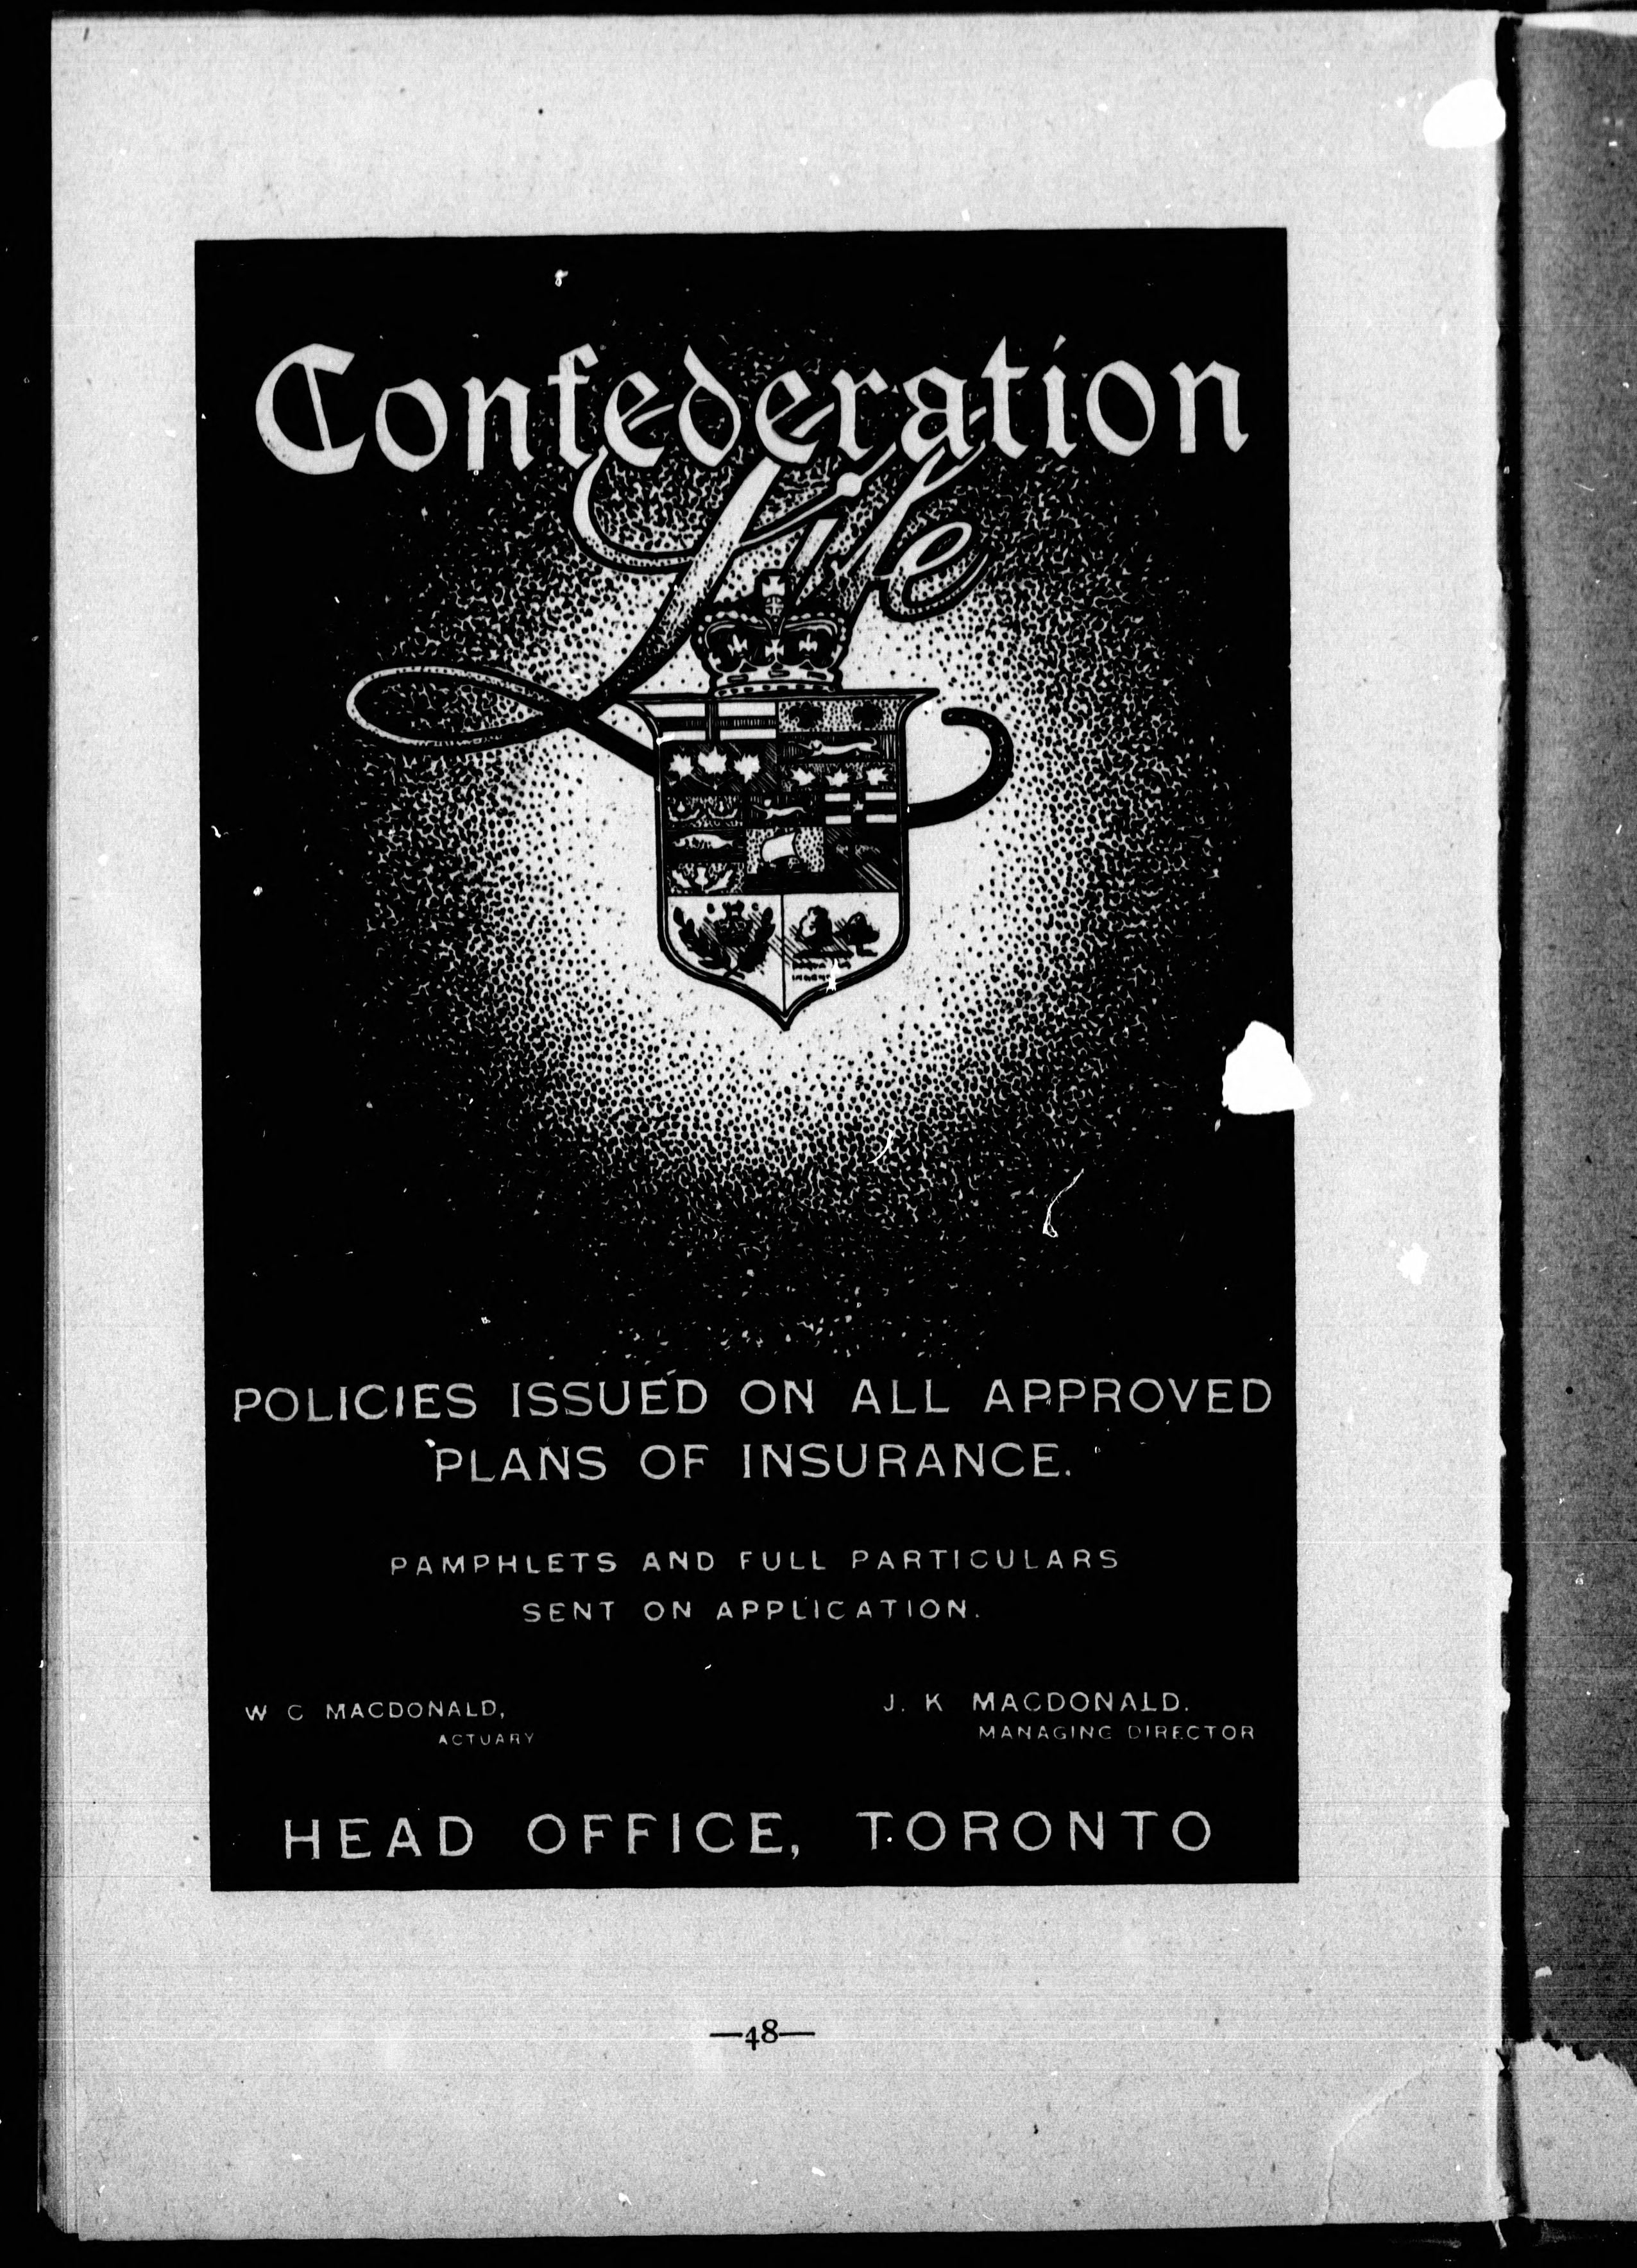 Confederation
Life
POLICIES ISSUED ON ALL APPROVED
PLANS OF INSURANCE.
PAMPHLETS AND FULL PARTICULARS
SENT ON APPLICATION.
W C MACDONALD,
ACTUARY
J. K MACDONALD.
MANAGING DIRECTOR
HEAD OFFICE, TORONTO
—48—